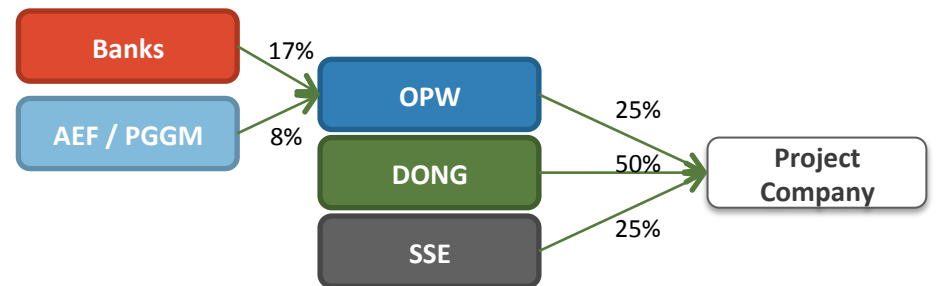 Banks
17%
AEF / PGGM
8%
OPW
DONG
SSE
25%
50%
25%
Project
Company